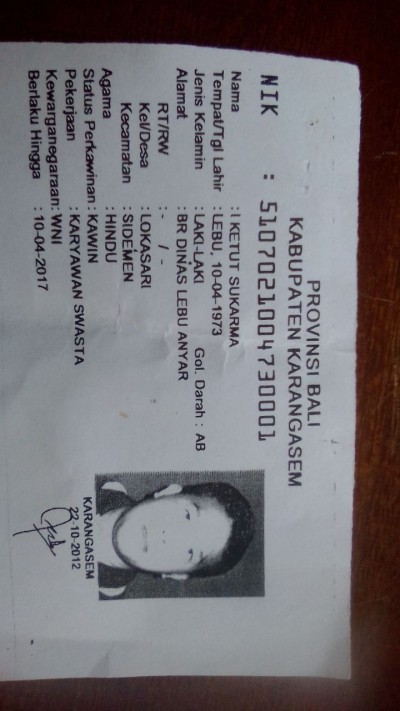 PROVINSI BALI
KABUPATEN KARANGASEM
NIK : 5107021004730001
Nama : I KETUT SUKARMA
Tempat/Tgl Lahir : LEBU, 10-04-1973
Jenis Kelamin : LAKI-LAKI Gol. Darah : AB
Alamat : BR DINAS LEBU ANYAR
RT/RW : - / -
Kel/Desa : LOKASARI
Kecamatan : SIDEMEN
Agama : HINDU
Status Perkawinan : KAWIN
Pekerjaan : KARYAWAN SWASTA
Kewarganegaraan: WNI
Berlaku Hingga : 10-04-2017
KARANGASEM
22-10-2012